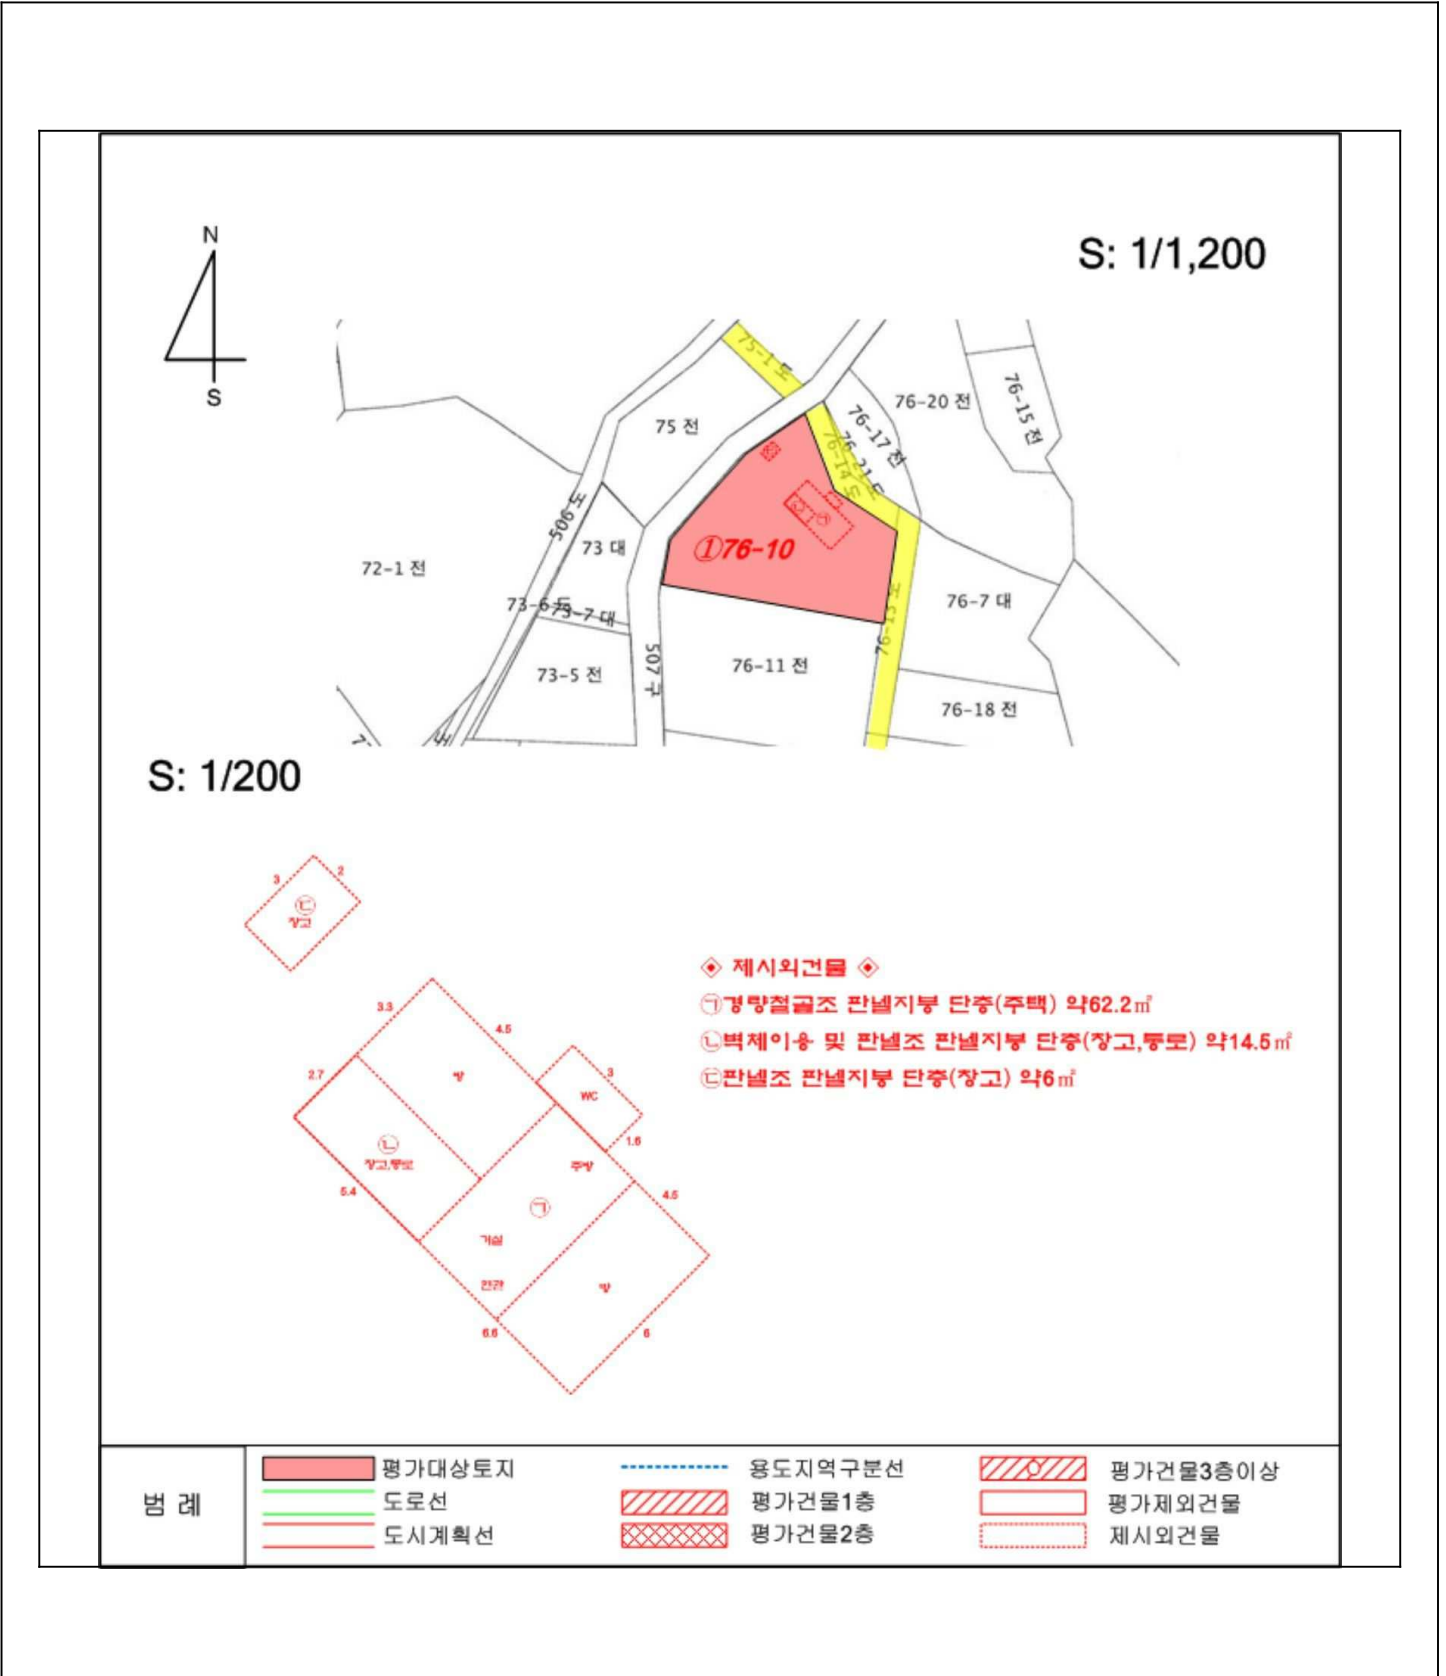 N
S
S: 1/1,200
75-1 도
75 전
76-20 전
76-15 전
76-17 전
76-21 도
76-14 도
506 도
①76-10
73 대
72-1 전
73-6 도
73-7 대
76-7 대
76-13 도
507 구
76-11 전
73-5 전
76-18 전
S: 1/200
3
2
㉢
창고
◈ 제시외건물 ◈
㉠경량철골조 판넬지붕 단층(주택) 약62.2㎡
㉡벽체이용 및 판넬조 판넬지붕 단층(창고,통로) 약14.5㎡
㉢판넬조 판넬지붕 단층(창고) 약6㎡
3.3
4.5
2.7
방
3
WC
1.6
㉡
창고,통로
주방
5.4
4.5
㉠
거실
현관
방
6.6
6
범 례
평가대상토지
용도지역구분선
평가건물3층이상
도로선
평가건물1층
평가제외건물
도시계획선
평가건물2층
제시외건물